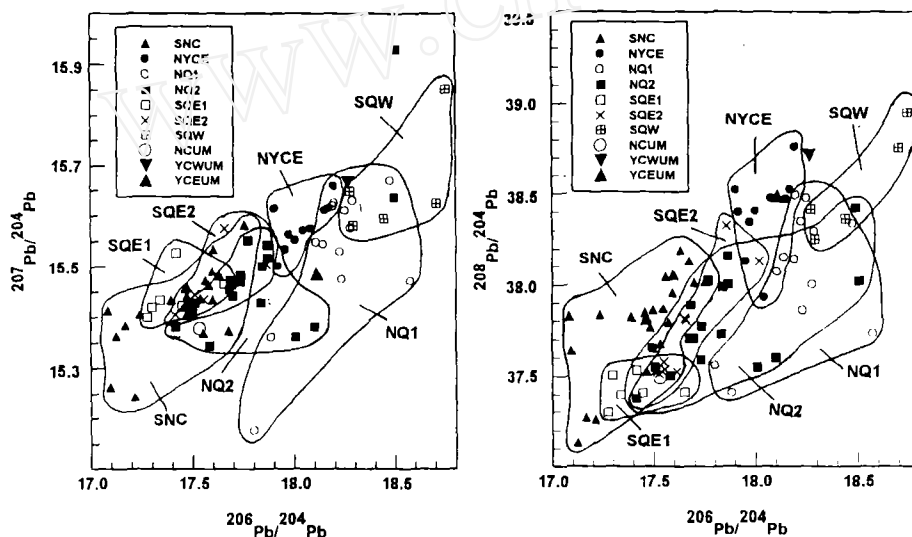 15.9
15.7
15.5
15.3
207Pb/204Pb
17.0 17.5 18.0 18.5
206Pb/204Pb
SNC
NYCE
NQ1
NQ2
SQE1
SQE2
SQW
NCUM
YCWUM
YCEUM
SQW
NYCE
SQE2
SQE1
NQ1
NQ2
SNC
39.5
39.0
38.5
38.0
37.5
208Pb/204Pb
17.0 17.5 18.0 18.5
206Pb/204Pb
SNC
NYCE
NQ1
NQ2
SQE1
SQE2
SQW
NCUM
YCWUM
YCEUM
NYCE
SQW
SQE2
SNC
NQ1
NQ2
SQE1